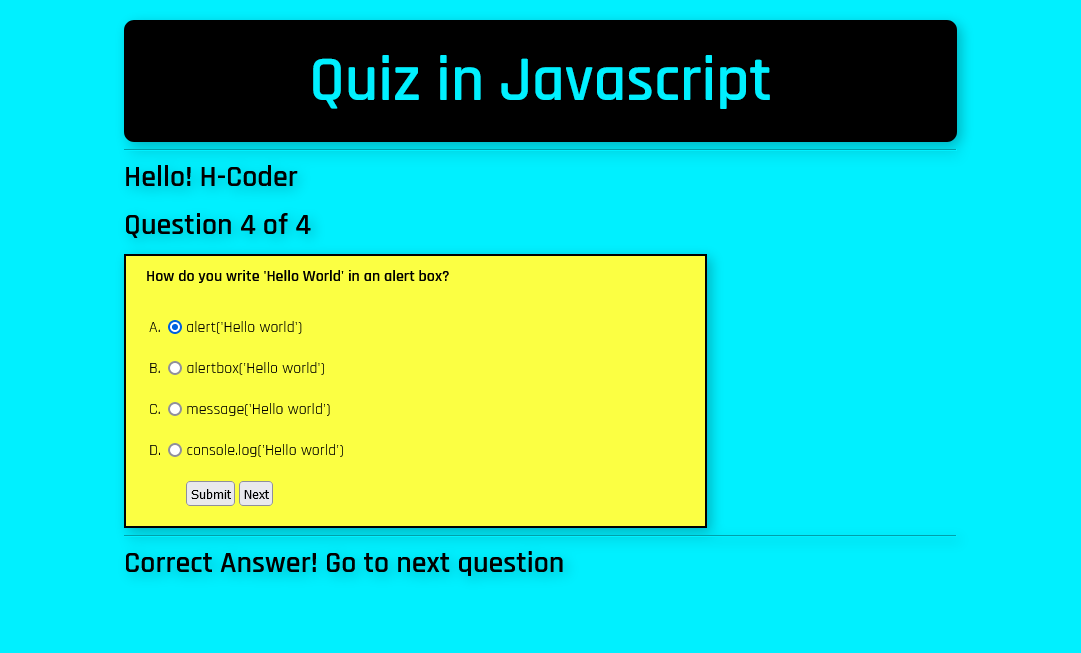 Quiz in Javascript
Hello! H-Coder
Question 4 of 4
How do you write 'Hello World' in an alert box?
A. alert('Hello world')
B. alertbox('Hello world')
C. message('Hello world')
D. console.log('Hello world')
Submit Next
Correct Answer! Go to next question